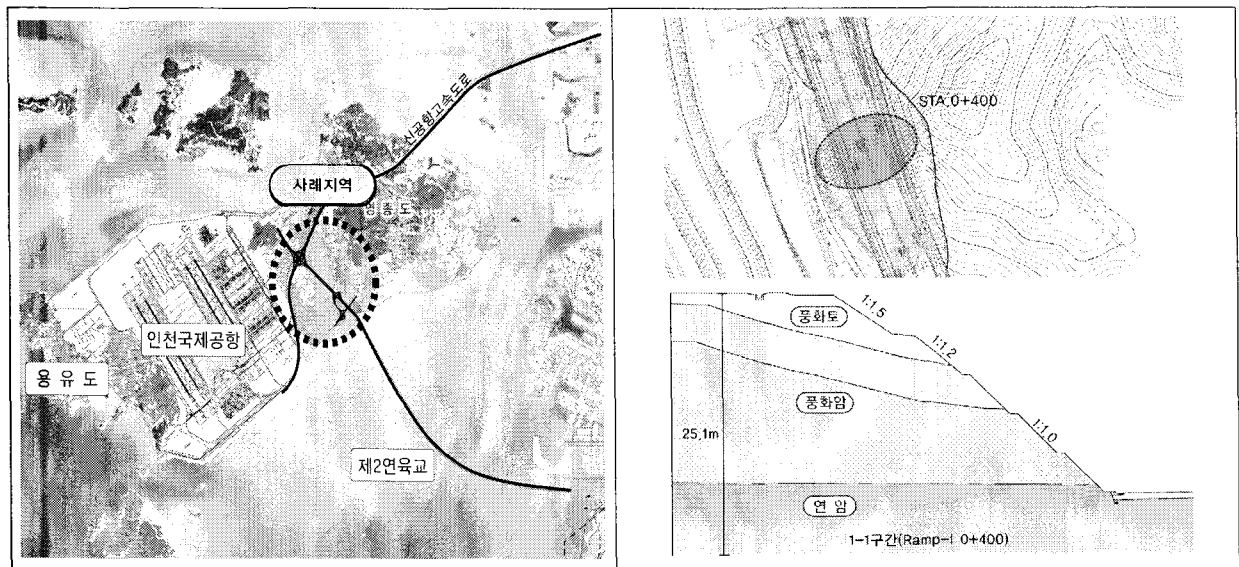 신공항고속도로
사례지역
영종도
인천국제공항
용유도
제2연육교
STA.0+400
1:1.5
풍화토
1:1.2
풍화암
1:1.0
25.1m
연암
1-1구간(Ramp-I 0+400)